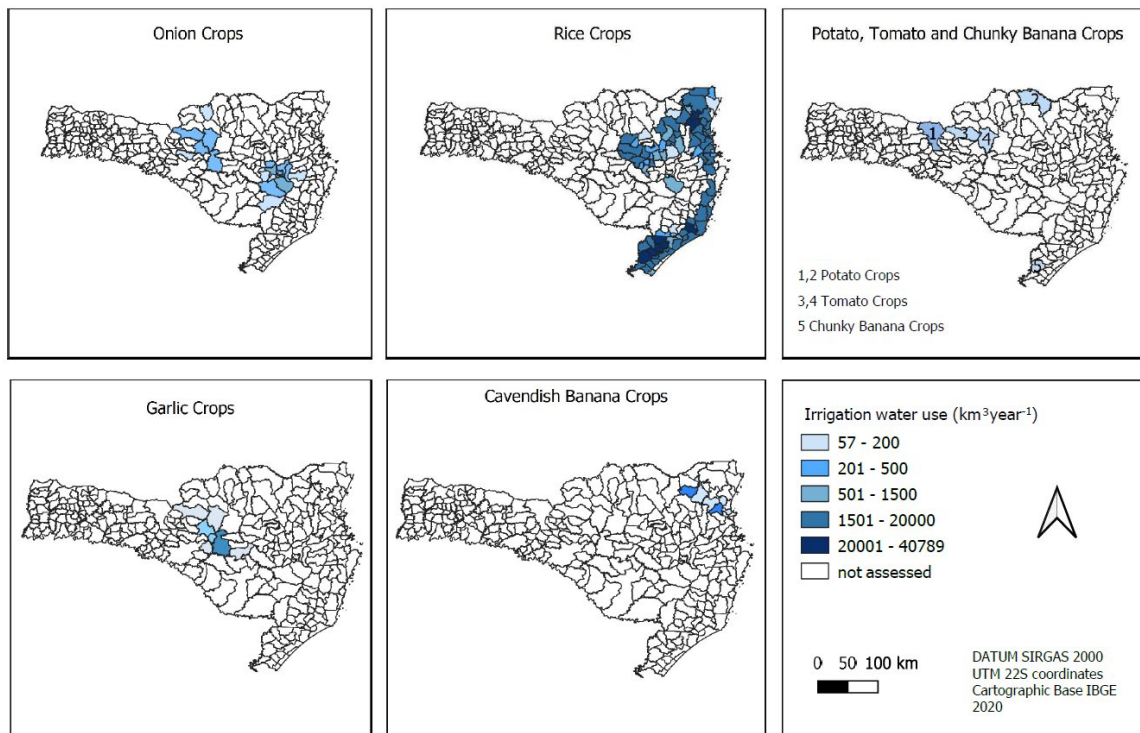 Onion Crops
Rice Crops
Potato, Tomato and Chunky Banana Crops
1
4
1,2 Potato Crops
3,4 Tomato Crops
5 Chunky Banana Crops
Garlic Crops
Cavendish Banana Crops
Irrigation water use (km³year⁻¹)
57 - 200
201 - 500
501 - 1500
1501 - 20000
20001 - 40789
not assessed
0 50 100 km
DATUM SIRGAS 2000
UTM 22S coordinates
Cartographic Base IBGE
2020